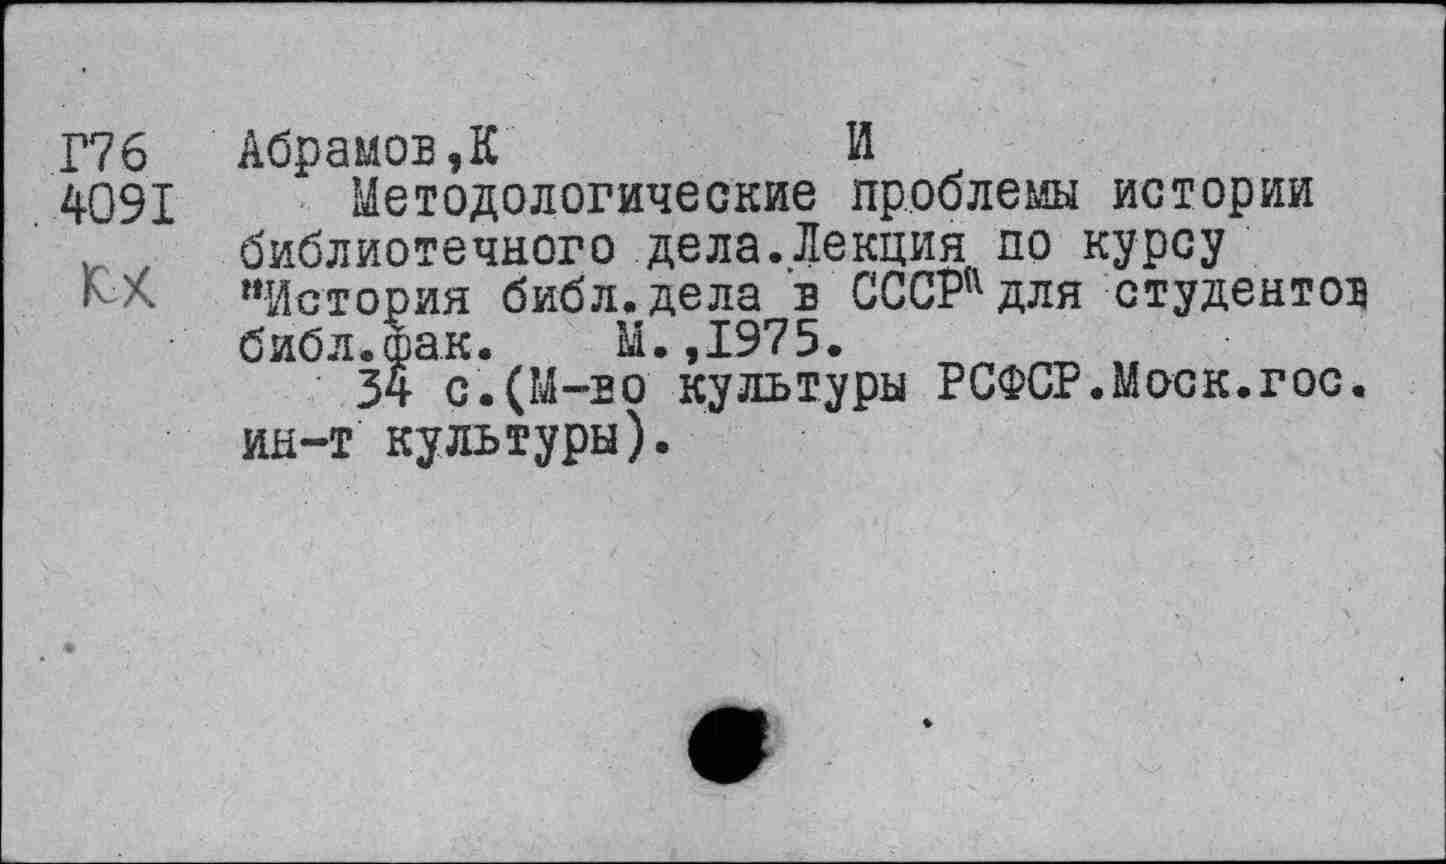 Г76 Абрамов,К И
4091 Методологические проблемы истории
библиотечного дела.Лекция по курсу
КХ "История библ.дела в СССР" для студентов
библ.фак. М.,1975.
34 с.(М-во культуры РСФСР.Моск.гос.
ин-т культуры).